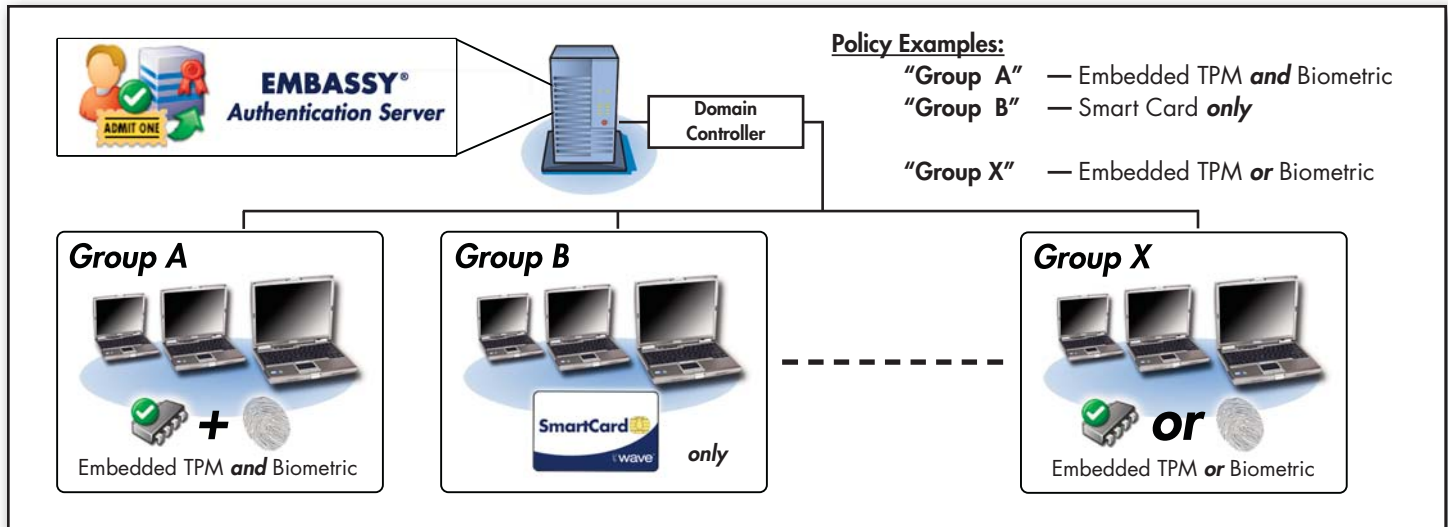 ADMIT ONE
EMBASSY®
Authentication Server
Domain
Controller
Policy Examples:
"Group A" — Embedded TPM and Biometric
"Group B" — Smart Card only
"Group X" — Embedded TPM or Biometric
Group A
+
Embedded TPM and Biometric
Group B
SmartCard
wave
only
Group X
or
Embedded TPM or Biometric